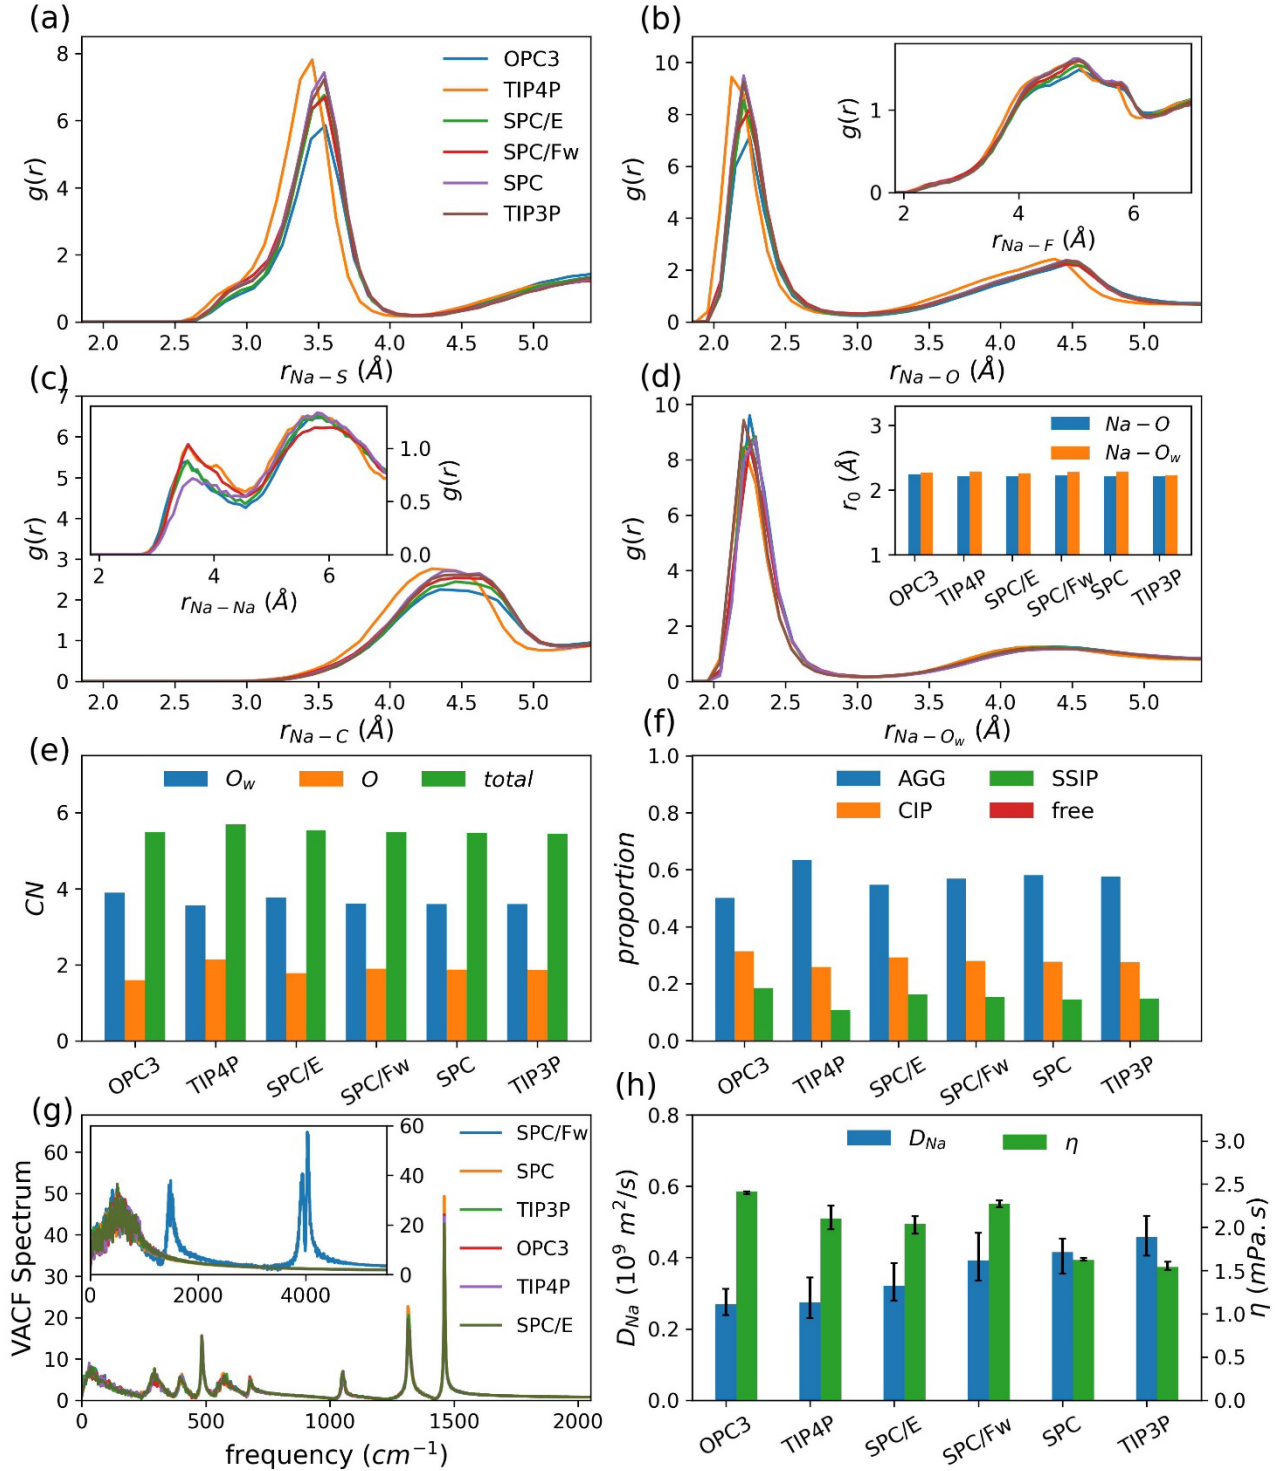 (a)
8
6
4
2
0
g(r)
OPC3
TIP4P
SPC/E
SPC/Fw
SPC
TIP3P
2.0 2.5 3.0 3.5 4.0 4.5 5.0
r_{Na-S} (Å)
(b)
10
8
6
4
2
0
g(r)
1
0
g(r)
2 4 6
r_{Na-F} (Å)
2.0 2.5 3.0 3.5 4.0 4.5 5.0
r_{Na-O} (Å)
(c)
7
6
5
4
3
2
1
0
g(r)
1.0
0.5
0.0
g(r)
2 4 6
r_{Na-Na} (Å)
2.0 2.5 3.0 3.5 4.0 4.5 5.0
r_{Na-C} (Å)
(d)
10
8
6
4
2
0
g(r)
3
2
1
r_0 (Å)
Na-O
Na-O_w
OPC3 TIP4P SPC/E SPC/Fw SPC TIP3P
2.0 2.5 3.0 3.5 4.0 4.5 5.0
r_{Na-O_w} (Å)
(e)
O_w O total
6
4
2
0
CN
OPC3 TIP4P SPC/E SPC/Fw SPC TIP3P
(f)
1.0
0.8
0.6
0.4
0.2
0.0
proportion
AGG SSIP
CIP free
OPC3 TIP4P SPC/E SPC/Fw SPC TIP3P
(g)
60
50
40
30
20
10
0
VACF Spectrum
60
40
20
0
0 2000 4000
SPC/Fw
SPC
TIP3P
OPC3
TIP4P
SPC/E
0 500 1000 1500 2000
frequency (cm^{-1})
(h)
0.8
0.6
0.4
0.2
0.0
D_{Na} (10^9 m^2/s)
D_{Na} η
3.0
2.5
2.0
1.5
1.0
0.5
0.0
η (mPa.s)
OPC3 TIP4P SPC/E SPC/Fw SPC TIP3P